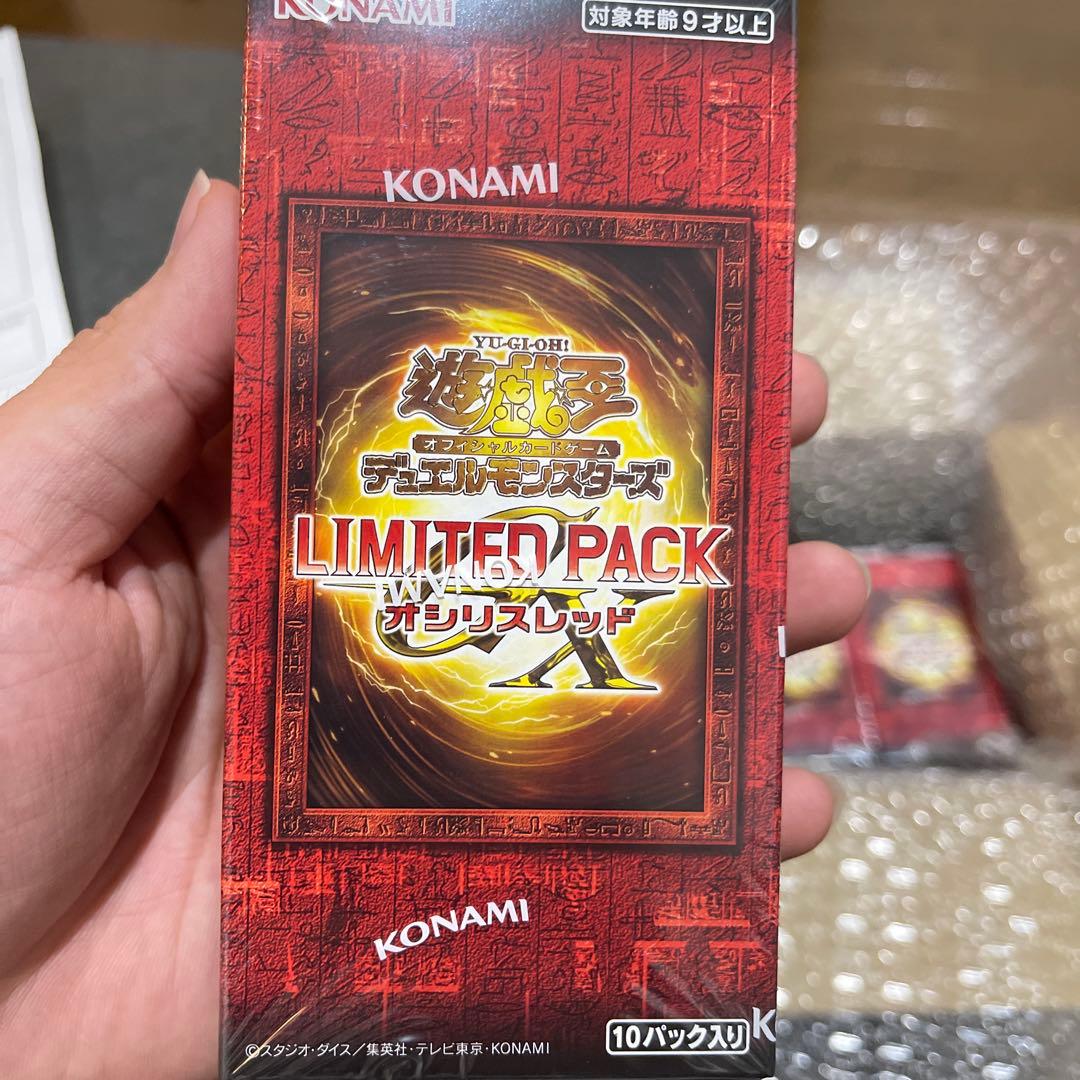 KONAMI
対象年齢9才以上
KONAMI
YU-GI-OH!
遊☆戯☆王
オフィシャルカードゲーム
デュエルモンスターズ
LIMITED PACK
KONAMI
GX
オシリスレッド
KONAMI
10パック入り
K
©スタジオ・ダイス／集英社・テレビ東京・KONAMI